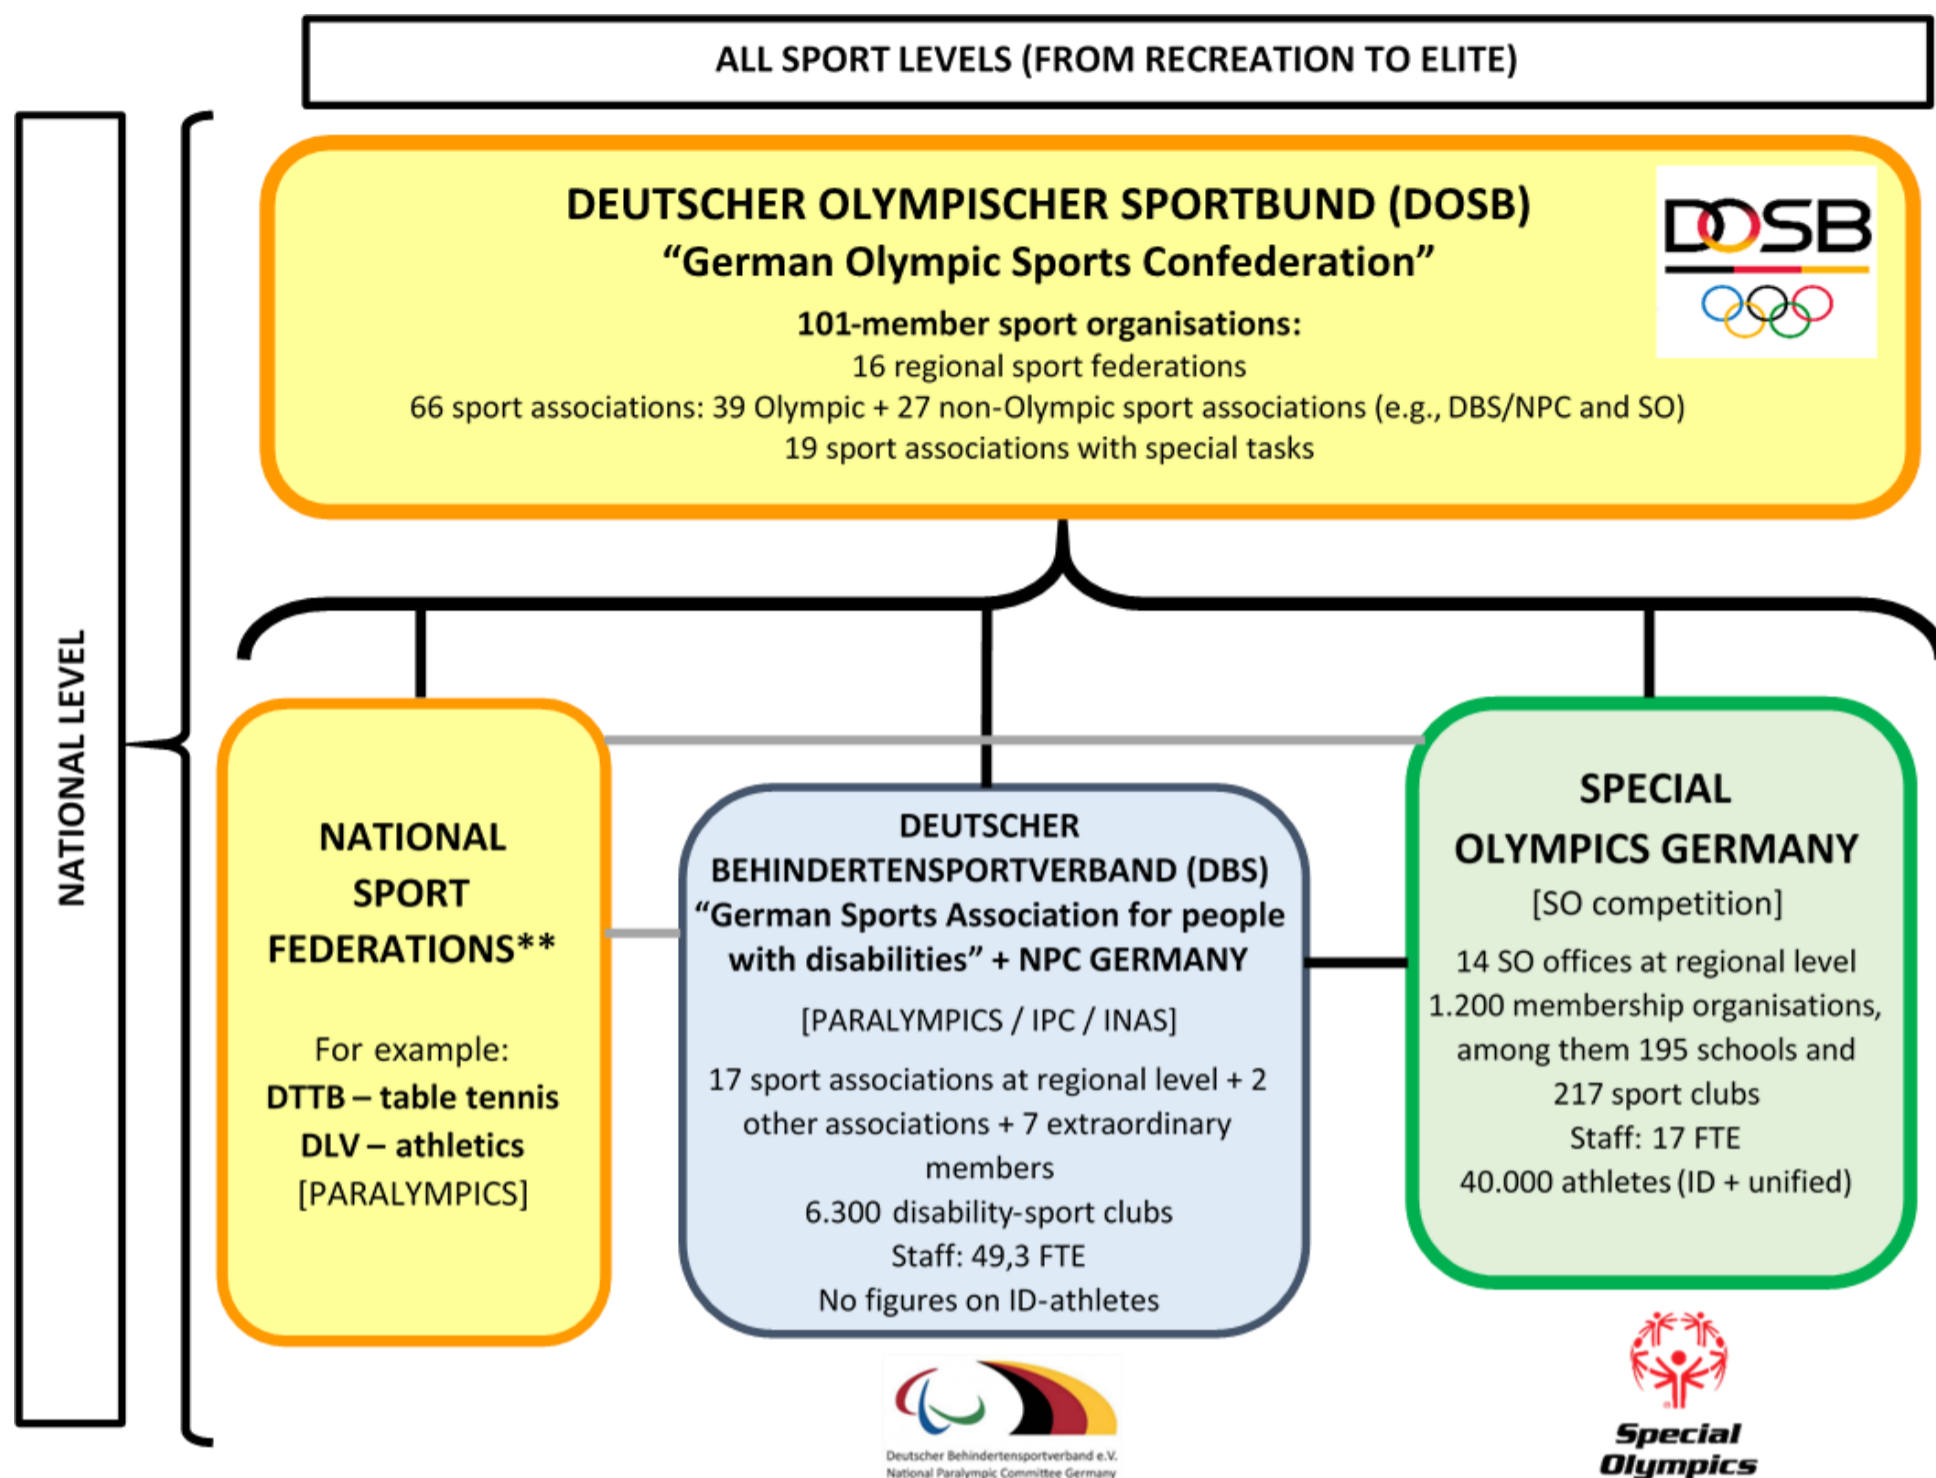 ALL SPORT LEVELS (FROM RECREATION TO ELITE)
NATIONAL LEVEL
DEUTSCHER OLYMPISCHER SPORTBUND (DOSB)
“German Olympic Sports Confederation”
101-member sport organisations:
16 regional sport federations
66 sport associations: 39 Olympic + 27 non-Olympic sport associations (e.g., DBS/NPC and SO)
19 sport associations with special tasks
DOSB
NATIONAL
SPORT
FEDERATIONS**
For example:
DTTB – table tennis
DLV – athletics
[PARALYMPICS]
DEUTSCHER
BEHINDERTENSPORTVERBAND (DBS)
“German Sports Association for people
with disabilities” + NPC GERMANY
[PARALYMPICS / IPC / INAS]
17 sport associations at regional level + 2
other associations + 7 extraordinary
members
6.300 disability-sport clubs
Staff: 49,3 FTE
No figures on ID-athletes
Deutscher Behindertensportverband e.V.
National Paralympic Committee Germany
SPECIAL
OLYMPICS GERMANY
[SO competition]
14 SO offices at regional level
1.200 membership organisations,
among them 195 schools and
217 sport clubs
Staff: 17 FTE
40.000 athletes (ID + unified)
Special
Olympics